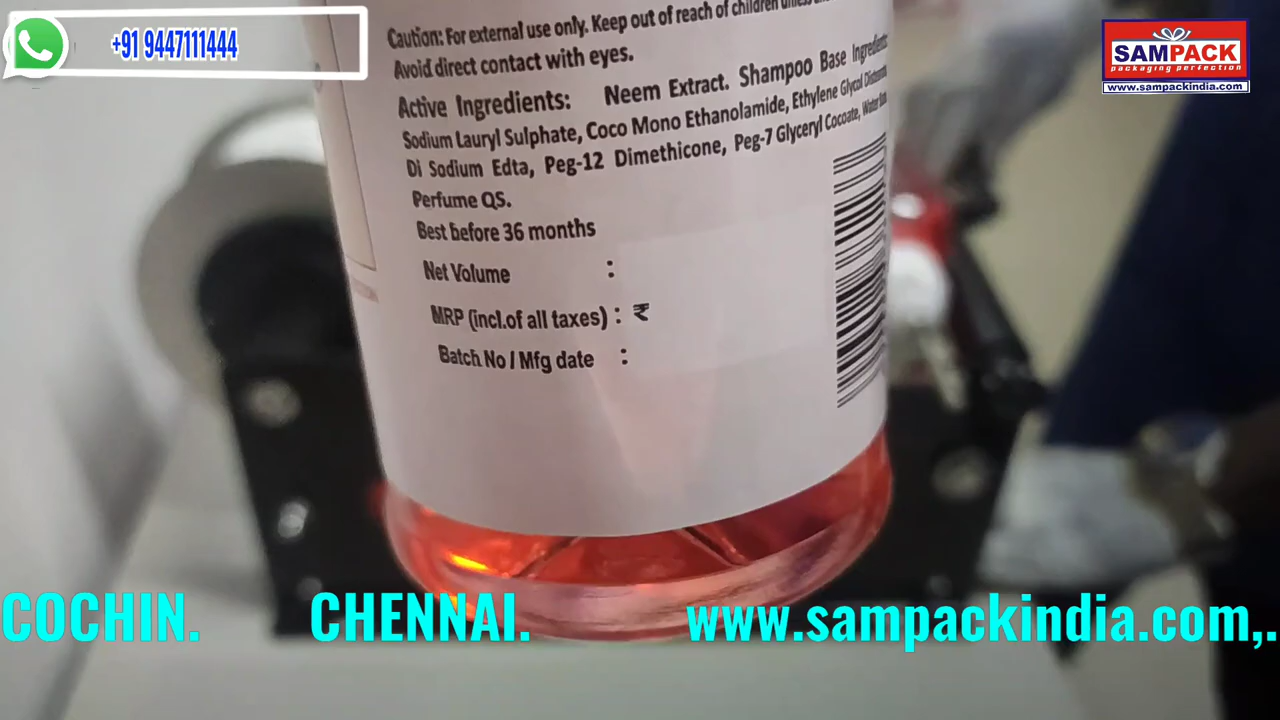 +91 9447111444
SAMPACK
packaging perfection
www.sampackindia.com
Caution: For external use only. Keep out of reach of children
Avoid direct contact with eyes.
Active Ingredients: Neem Extract. Shampoo Base Ingredients
Sodium Lauryl Sulphate, Coco Mono Ethanolamide, Ethylene Glycol
Di Sodium Edta, Peg-12 Dimethicone, Peg-7 Glyceryl Cocoate, Water
Perfume QS.
Best before 36 months
Net Volume :
MRP (incl.of all taxes) : ₹
Batch No / Mfg date :
COCHIN. CHENNAI. www.sampackindia.com,.